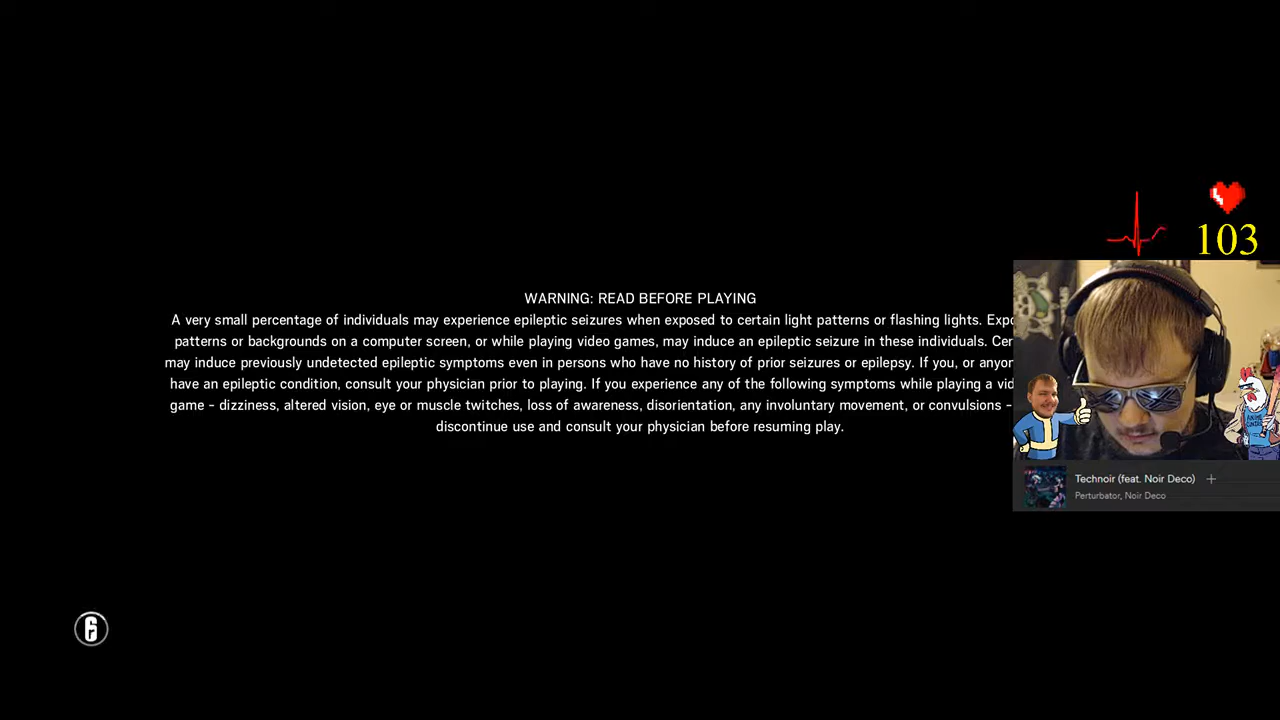 103
WARNING: READ BEFORE PLAYING
A very small percentage of individuals may experience epileptic seizures when exposed to certain light patterns or flashing lights.
patterns or backgrounds on a computer screen, or while playing video games, may induce an epileptic seizure in these individuals.
may induce previously undetected epileptic symptoms even in persons who have no history of prior seizures or epilepsy. If you, or
have an epileptic condition, consult your physician prior to playing. If you experience any of the following symptoms while playing a
game - dizziness, altered vision, eye or muscle twitches, loss of awareness, disorientation, any involuntary movement, or convulsions -
discontinue use and consult your physician before resuming play.
Technoir (feat. Noir Deco) +
Perturbator, Noir Deco
6